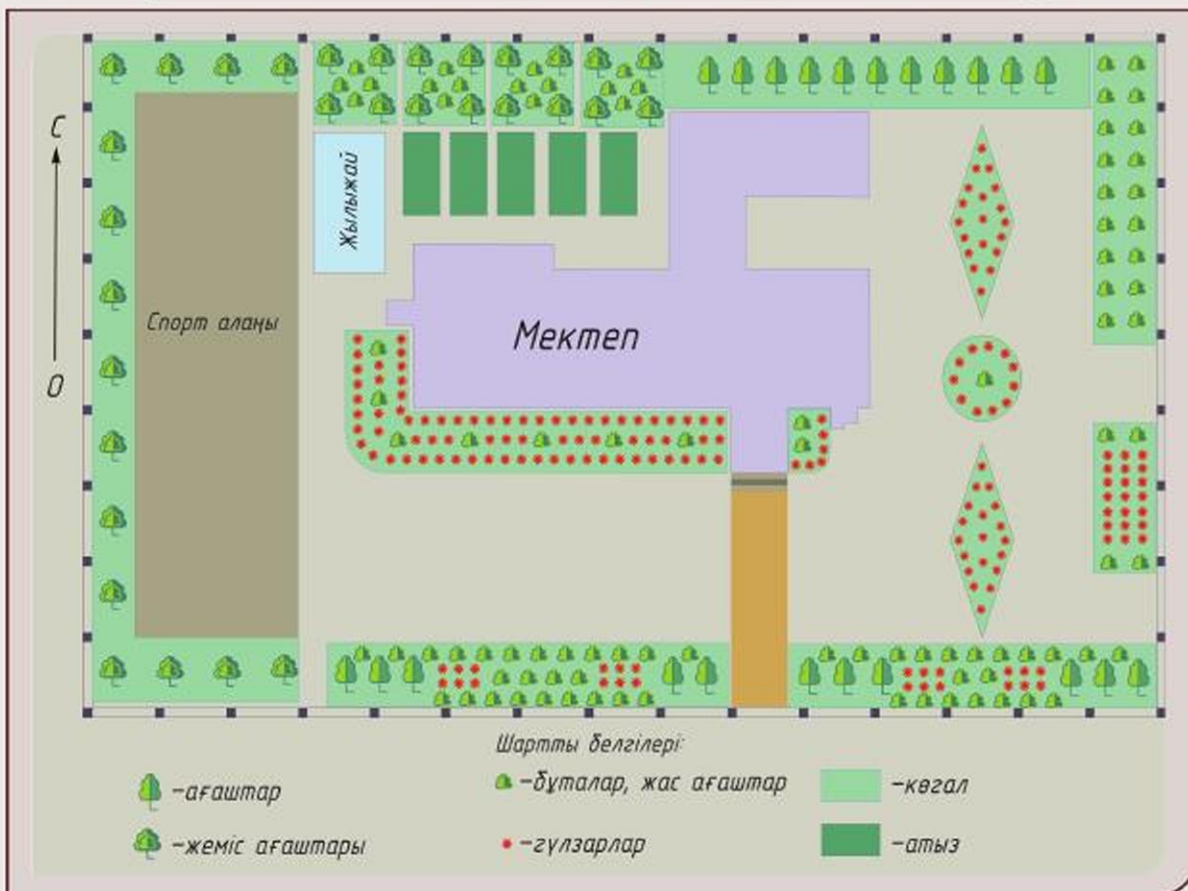 С
О
Жылыжай
Спорт алаңы
Мектеп
Шартты белгілері:
-ағаштар
-жеміс ағаштары
-бұталар, жас ағаштар
-гүлзарлар
-көгал
-атыз